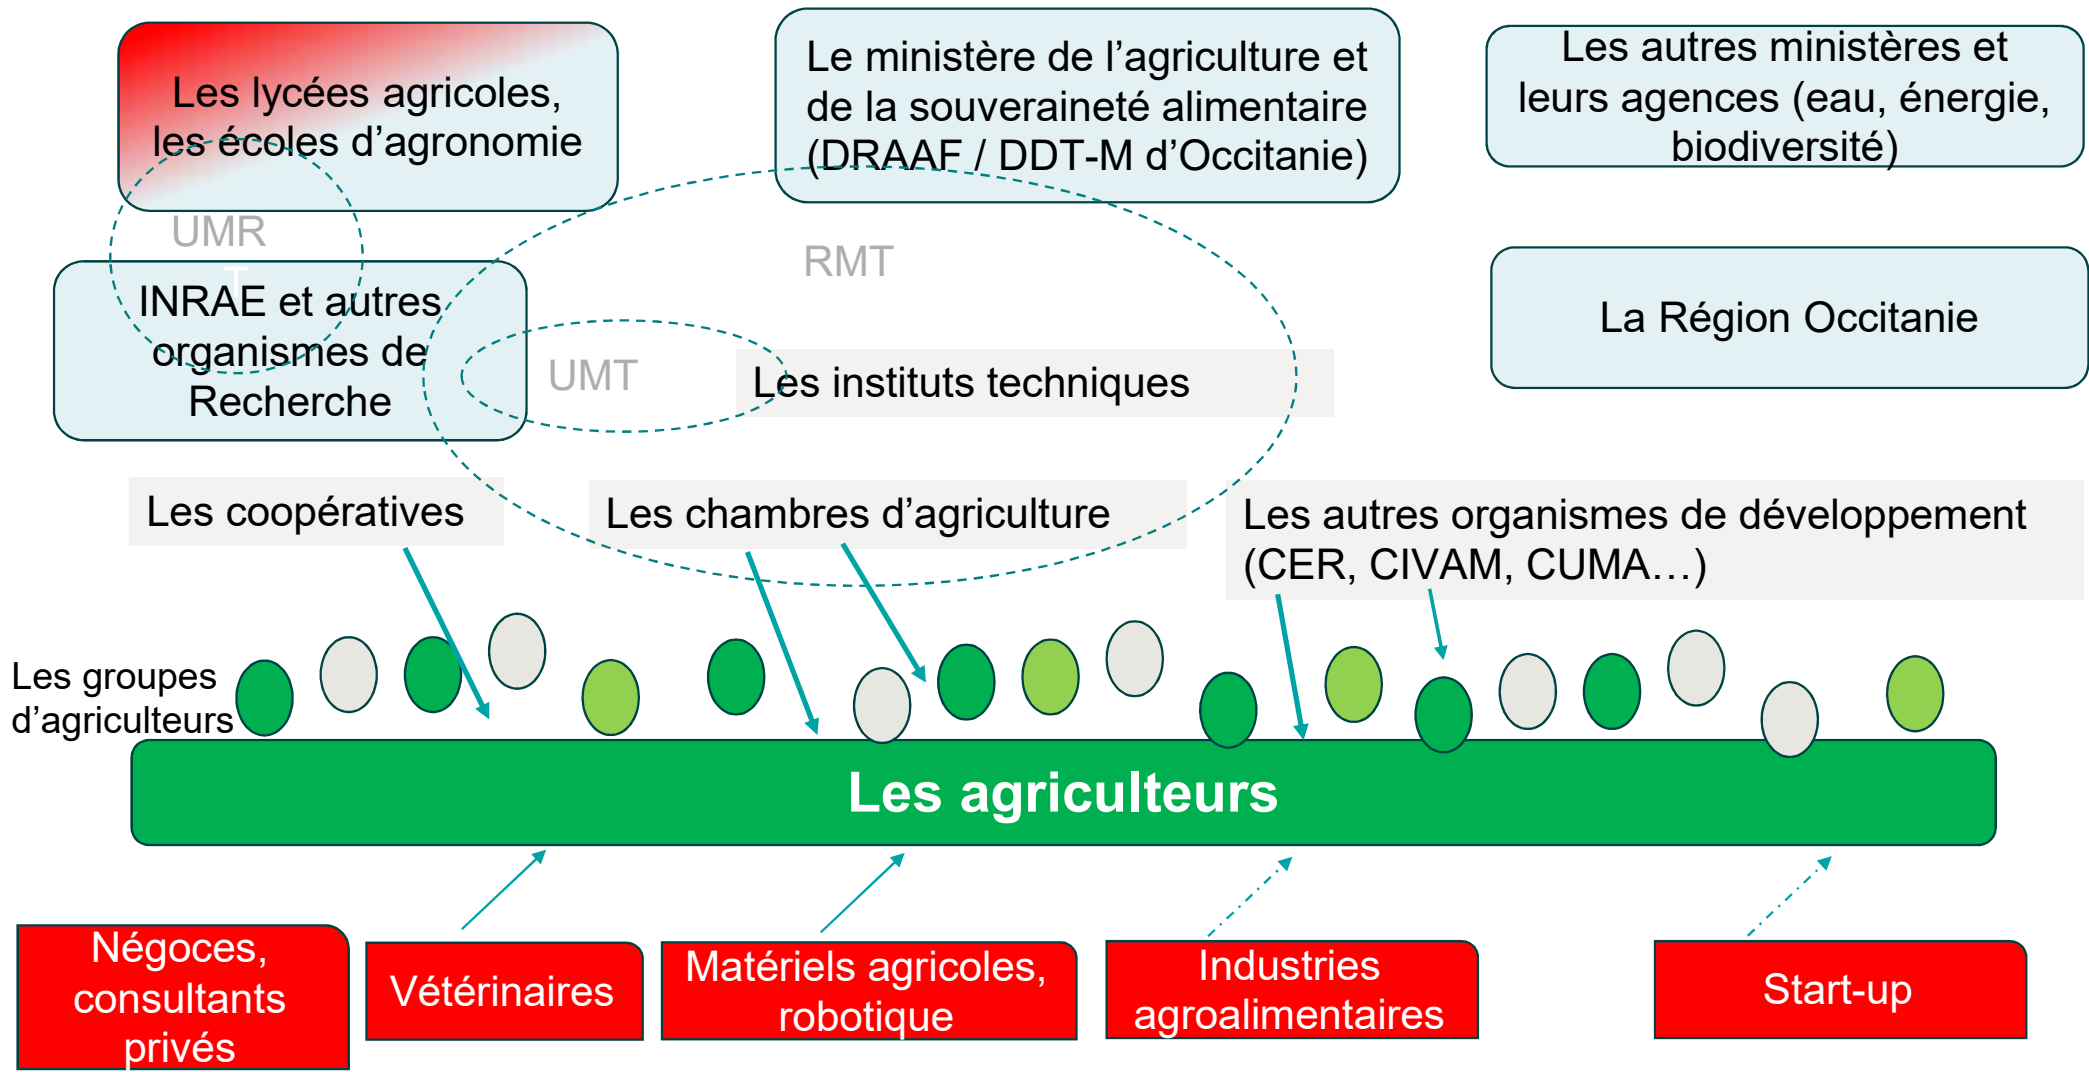 Les lycées agricoles,
les écoles d’agronomie
Le ministère de l’agriculture et
de la souveraineté alimentaire
(DRAAF / DDT-M d’Occitanie)
Les autres ministères et
leurs agences (eau, énergie,
biodiversité)
UMR
T
RMT
INRAE et autres
organismes de
Recherche
UMT
Les instituts techniques
La Région Occitanie
Les coopératives
Les chambres d’agriculture
Les autres organismes de développement
(CER, CIVAM, CUMA…)
Les groupes
d’agriculteurs
Les agriculteurs
Négoces,
consultants
privés
Vétérinaires
Matériels agricoles,
robotique
Industries
agroalimentaires
Start-up